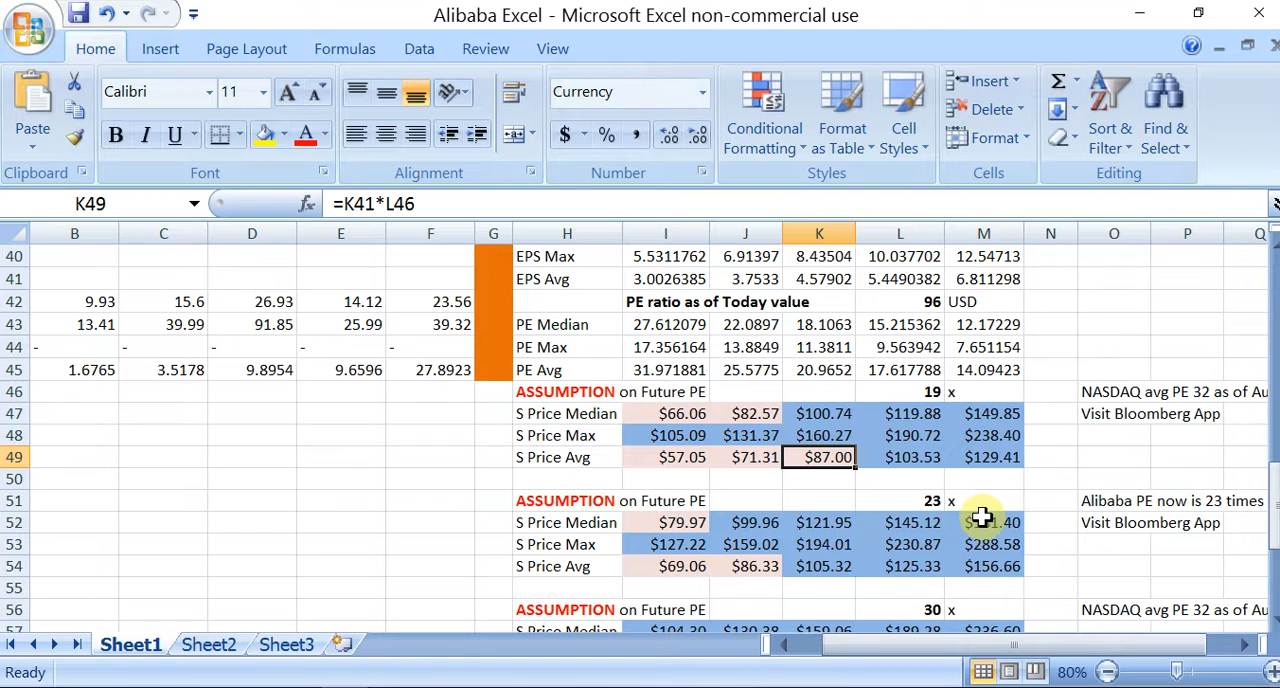 Alibaba Excel - Microsoft Excel non-commercial use
Home Insert Page Layout Formulas Data Review View
Paste Calibri 11 A A Currency Conditional Formatting Format as Table Cell Styles Insert Delete Format Σ Sort & Filter Find & Select
B I U A $ % ,
Clipboard Font Alignment Number Styles Cells Editing
K49 fx =K41*L46
B C D E F G H I J K L M N O P Q
40 EPS Max 5.5311762 6.91397 8.43504 10.037702 12.54713
41 EPS Avg 3.0026385 3.7533 4.57902 5.4490382 6.811298
42 9.93 15.6 26.93 14.12 23.56 PE ratio as of Today value 96 USD
43 13.41 39.99 91.85 25.99 39.32 PE Median 27.612079 22.0897 18.1063 15.215362 12.17229
44 - - - - - PE Max 17.356164 13.8849 11.3811 9.563942 7.651154
45 1.6765 3.5178 9.8954 9.6596 27.8923 PE Avg 31.971881 25.5775 20.9652 17.617788 14.09423
46 ASSUMPTION on Future PE 19 x NASDAQ avg PE 32 as of Au
47 S Price Median $66.06 $82.57 $100.74 $119.88 $149.85 Visit Bloomberg App
48 S Price Max $105.09 $131.37 $160.27 $190.72 $238.40
49 S Price Avg $57.05 $71.31 $87.00 $103.53 $129.41
50
51 ASSUMPTION on Future PE 23 x Alibaba PE now is 23 times
52 S Price Median $79.97 $99.96 $121.95 $145.12 Visit Bloomberg App
53 S Price Max $127.22 $159.02 $194.01 $230.87 $288.58
54 S Price Avg $69.06 $86.33 $105.32 $125.33 $156.66
55
56 ASSUMPTION on Future PE 30 x NASDAQ avg PE 32 as of Au
57 S Price Median $104.30 $130.38 $159.06 $189.28 $236.60
Sheet1 Sheet2 Sheet3
Ready 80%